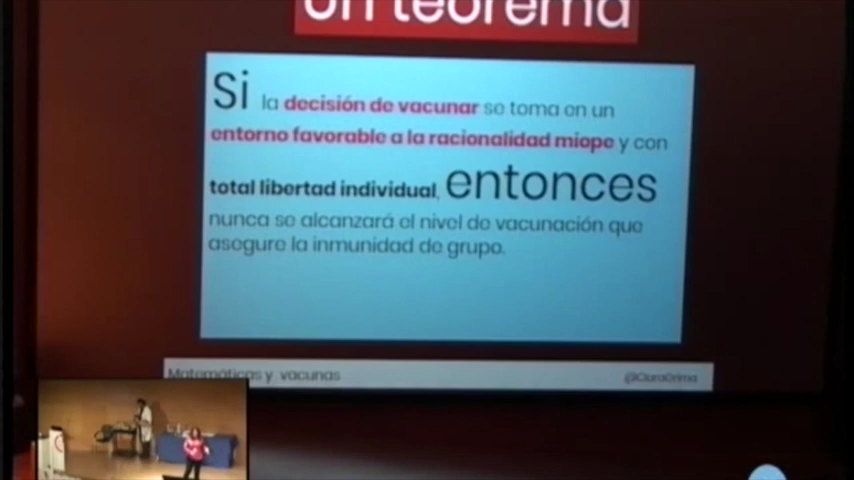 Un teorema
Si la decisión de vacunar se toma en un
entorno favorable a la racionalidad miope y con
total libertad individual, entonces
nunca se alcanzará el nivel de vacunación que
asegure la inmunidad de grupo.
Matemáticas y vacunas
@ClaraGrima